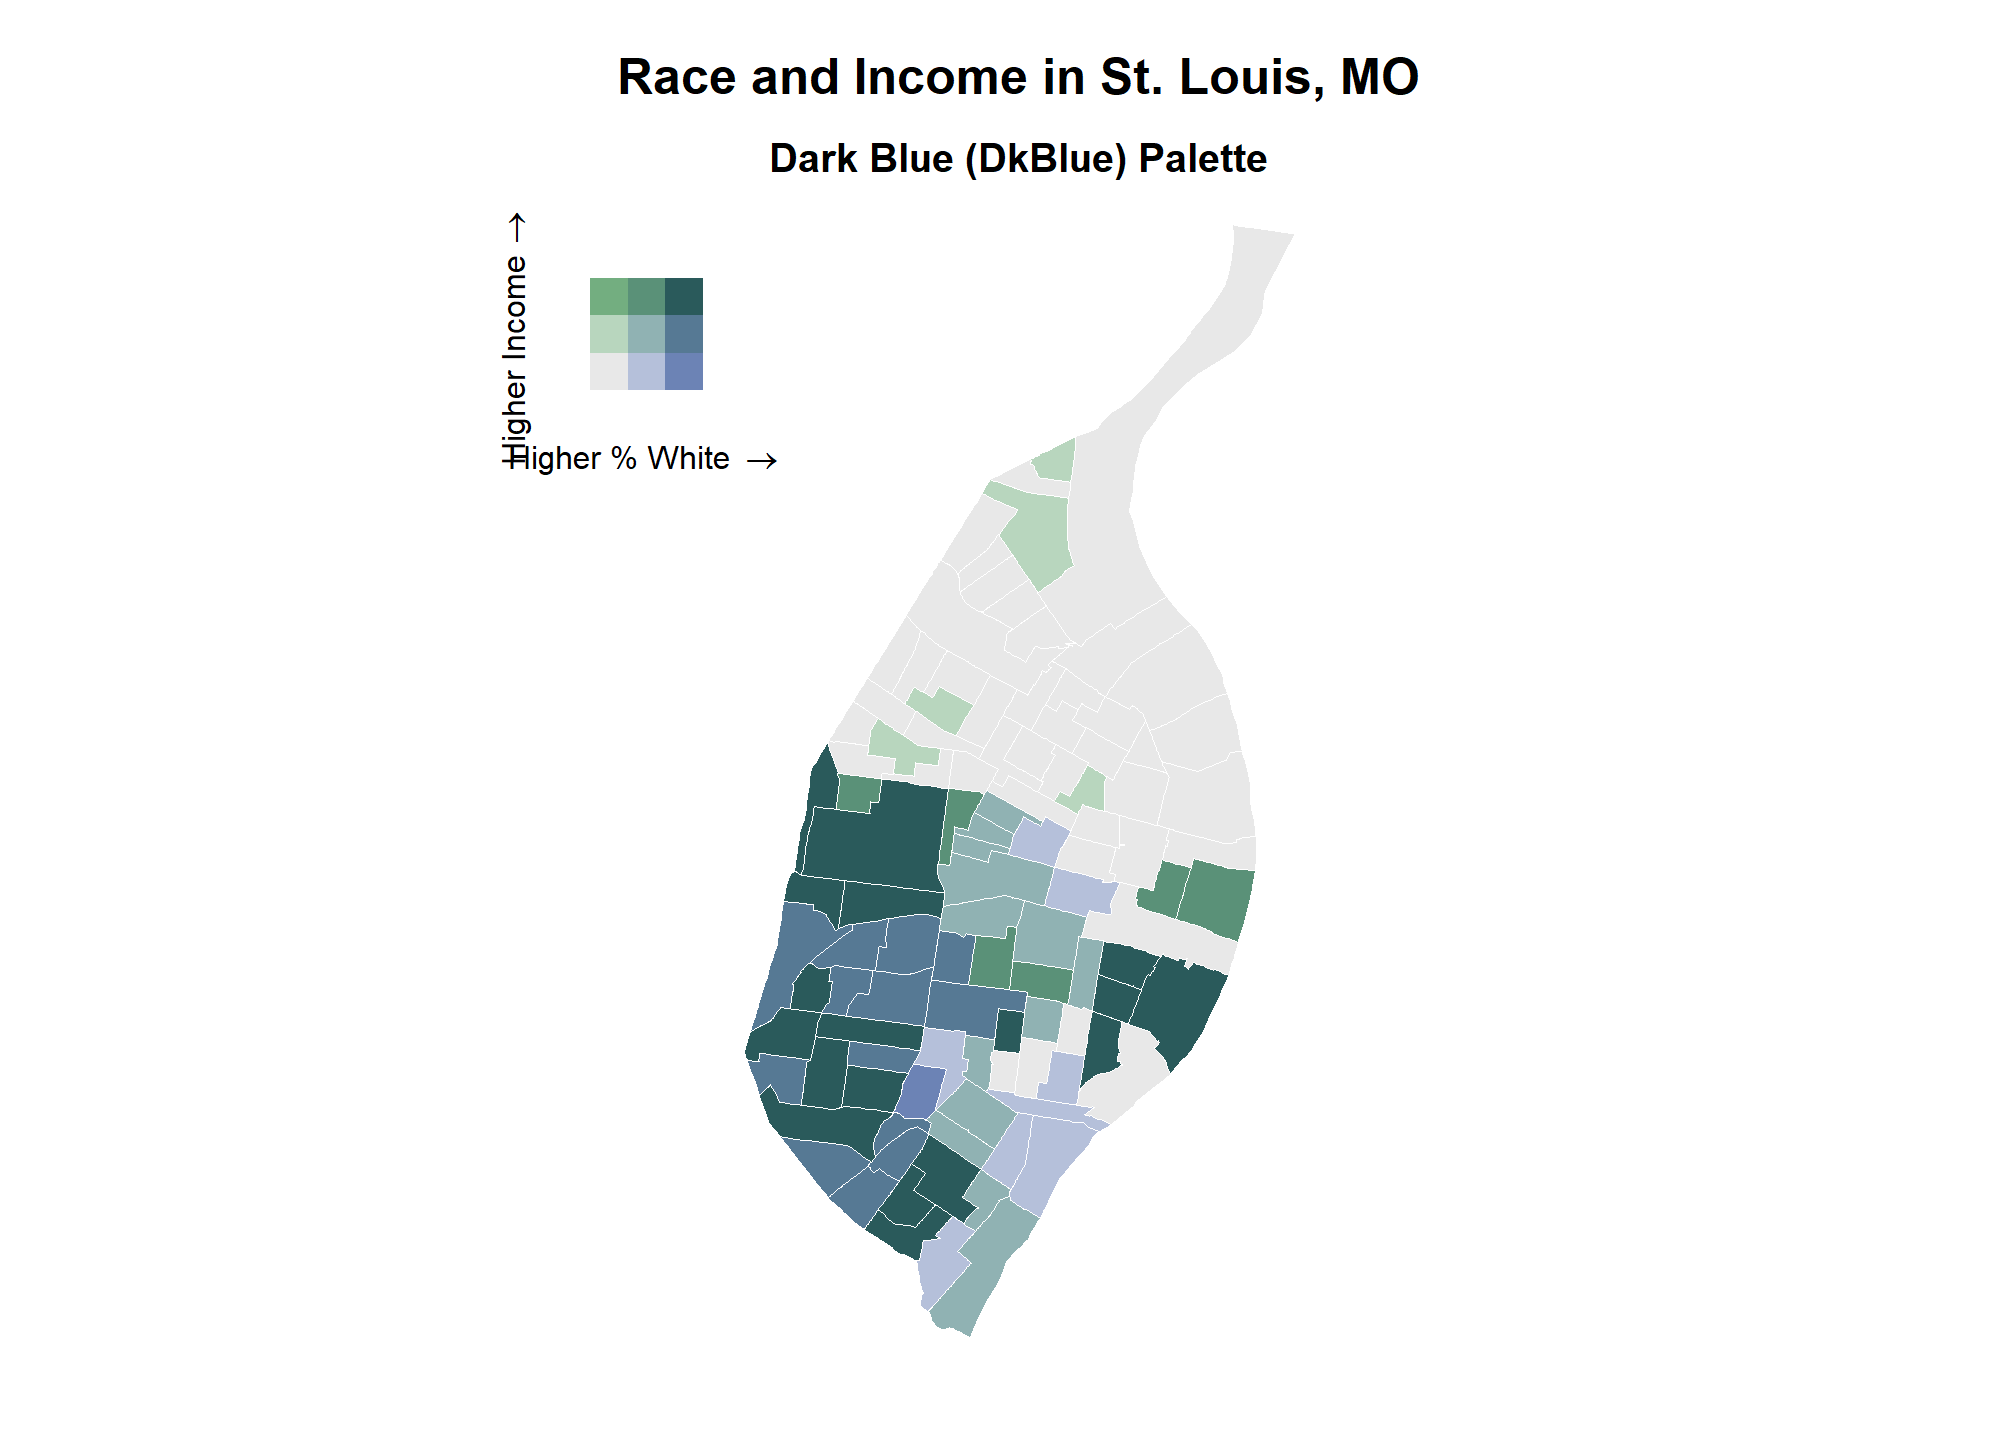 Race and Income in St. Louis, MO
Dark Blue (DkBlue) Palette
Higher Income →
Higher % White →